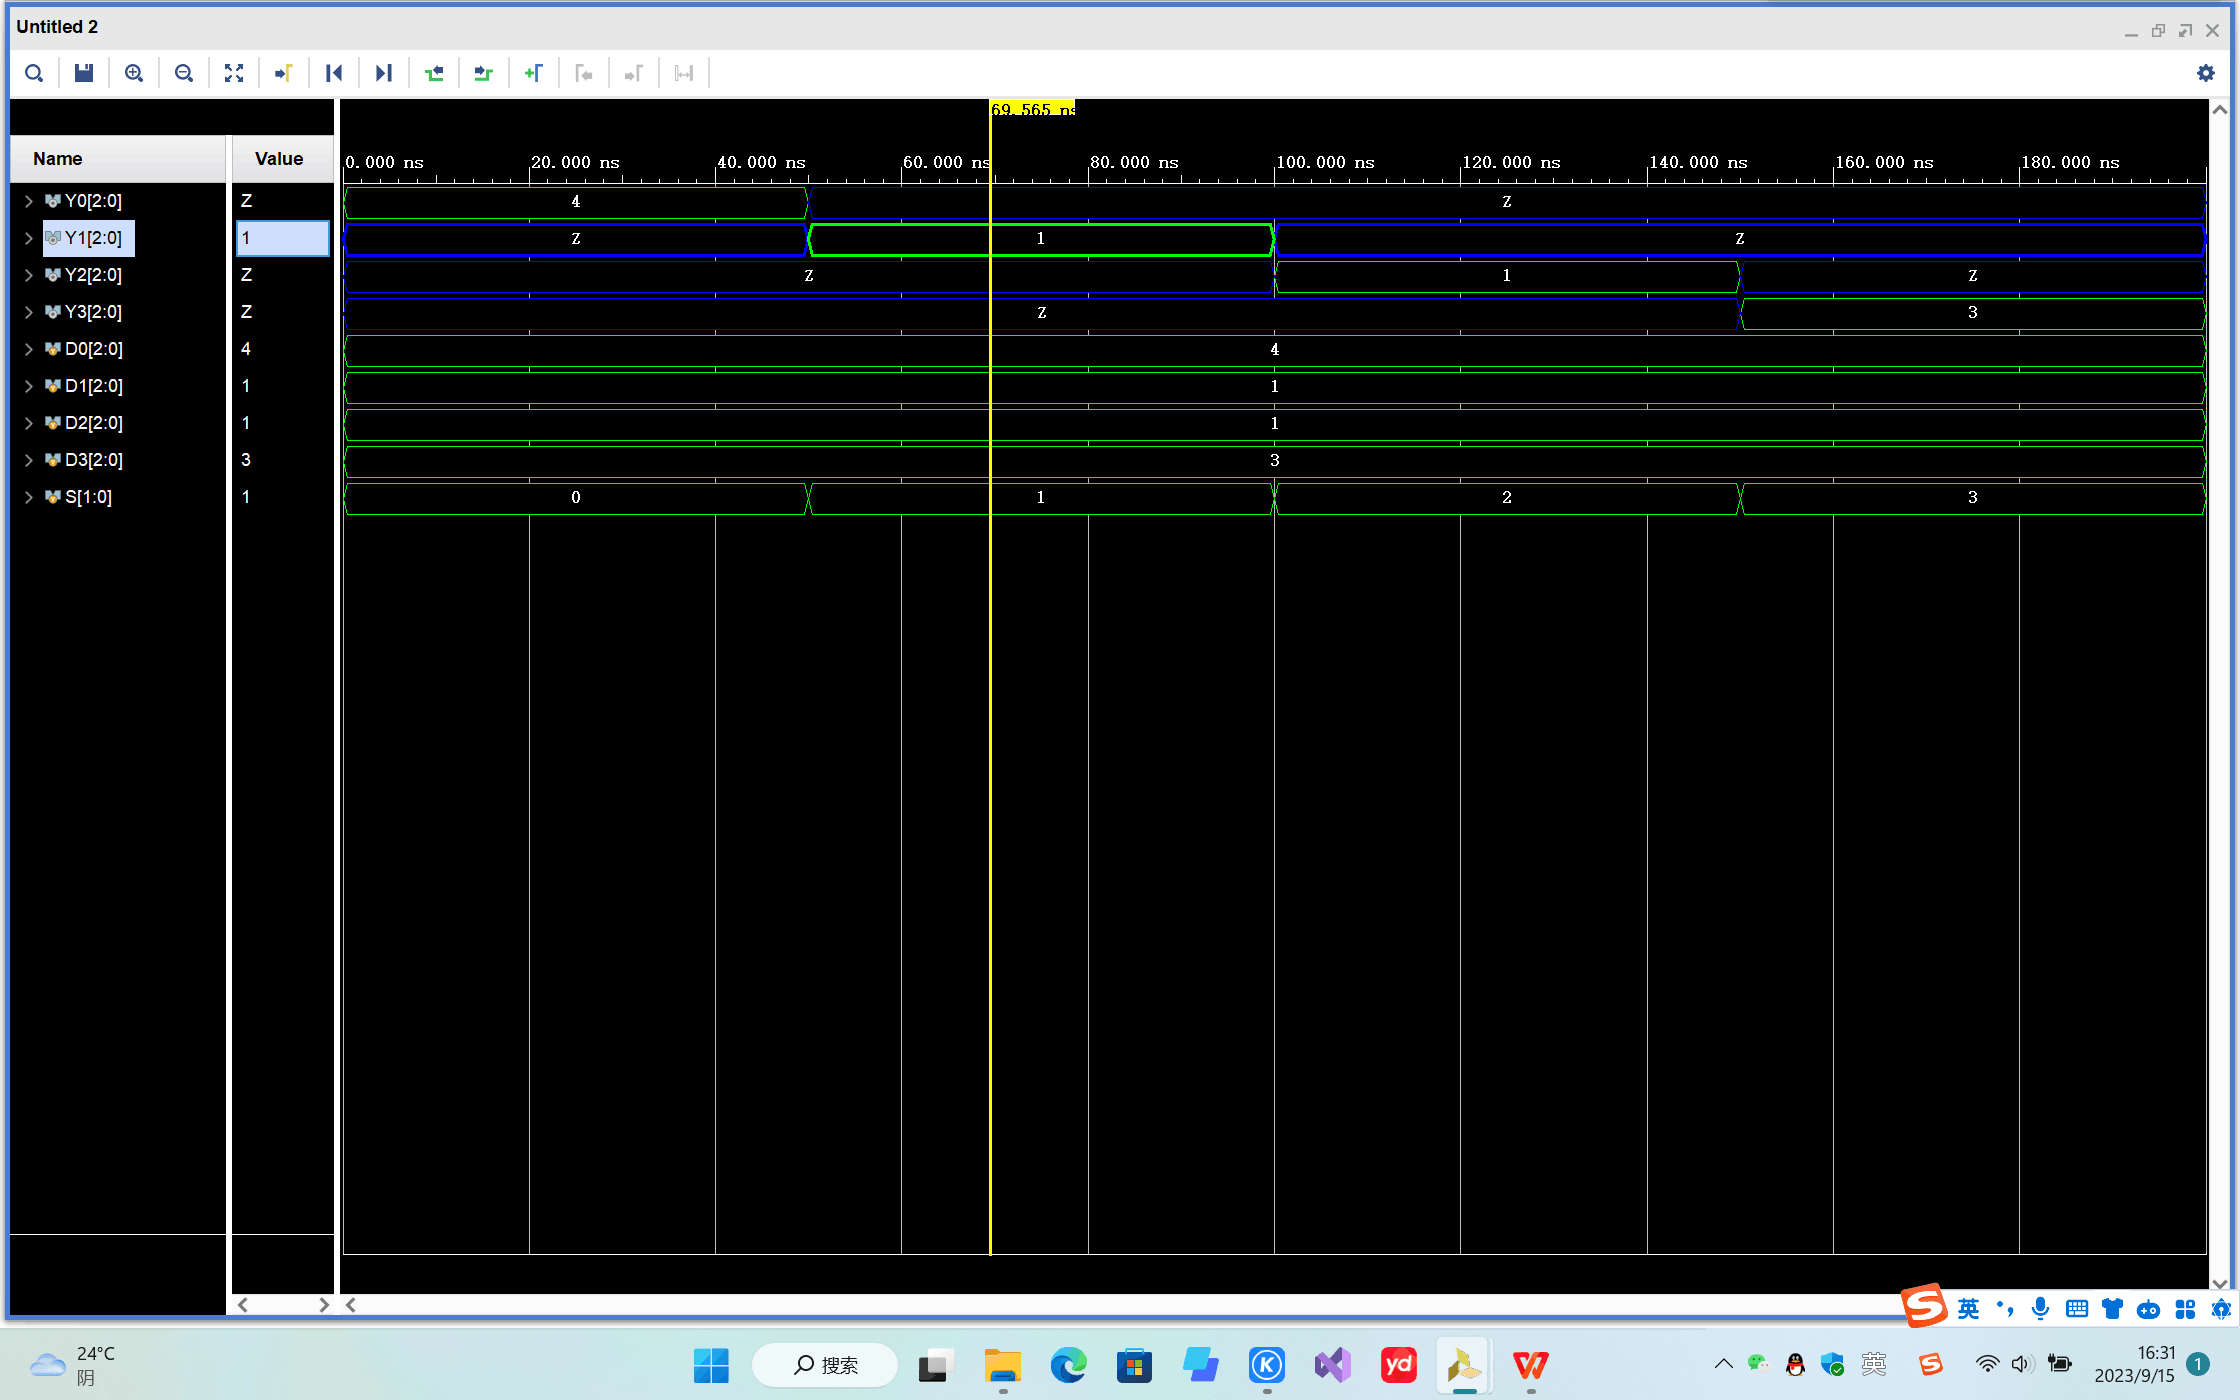 Untitled 2
69.565 ns
Name Value
0.000 ns 20.000 ns 40.000 ns 60.000 ns 80.000 ns 100.000 ns 120.000 ns 140.000 ns 160.000 ns 180.000 ns
Y0[2:0] Z 4 Z
Y1[2:0] 1 Z 1 Z
Y2[2:0] Z Z 1 Z
Y3[2:0] Z Z 3
D0[2:0] 4 4
D1[2:0] 1 1
D2[2:0] 1 1
D3[2:0] 3 3
S[1:0] 1 0 1 2 3
S 英
24°C
阴
搜索
K
yd
W
英
S
16:31
2023/9/15
1